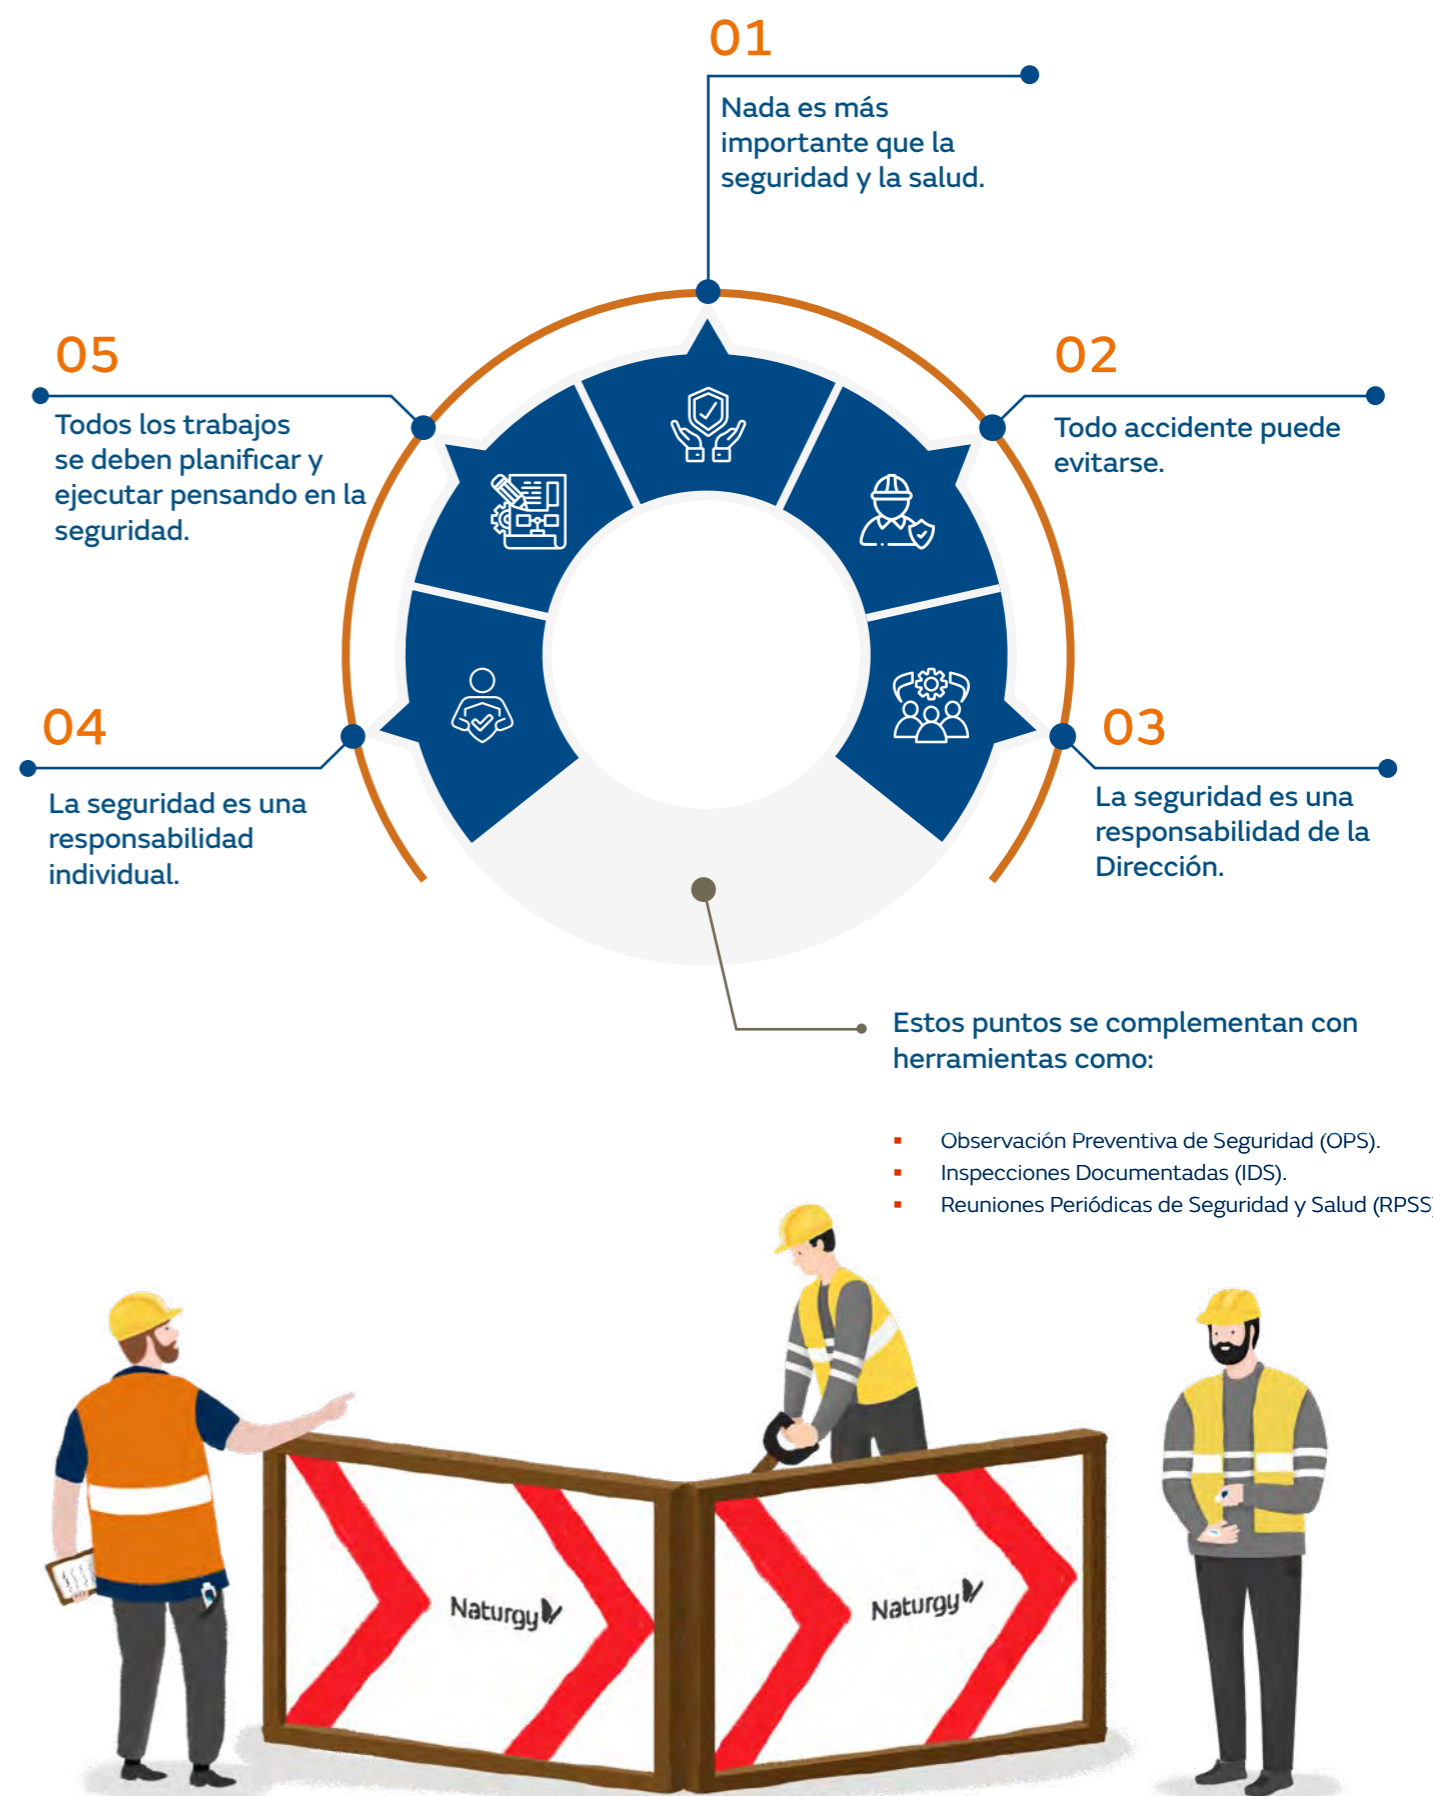 01
Nada es más
importante que la
seguridad y la salud.
02
Todo accidente puede
evitarse.
03
La seguridad es una
responsabilidad de la
Dirección.
04
La seguridad es una
responsabilidad
individual.
05
Todos los trabajos
se deben planificar y
ejecutar pensando en la
seguridad.
Estos puntos se complementan con
herramientas como:
▪ Observación Preventiva de Seguridad (OPS).
▪ Inspecciones Documentadas (IDS).
▪ Reuniones Periódicas de Seguridad y Salud (RPSS)
Naturgy
Naturgy